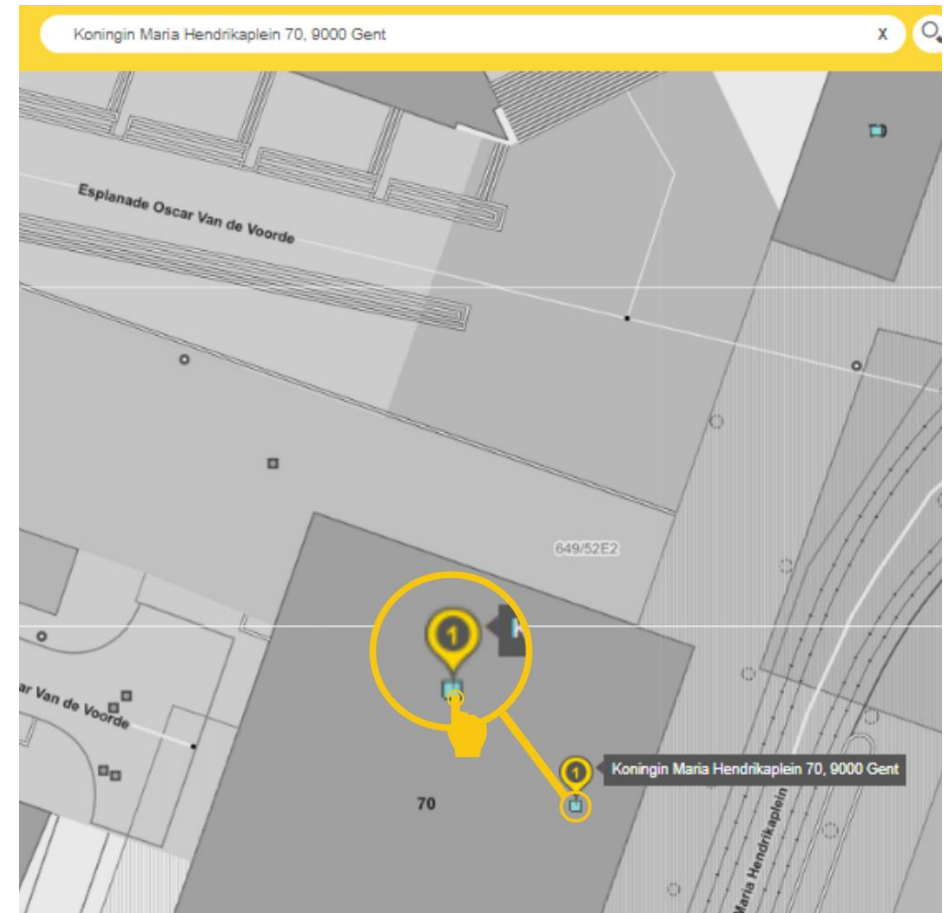 Koningin Maria Hendrikaplein 70, 9000 Gent
X
Esplanade Oscar Van de Voorde
649/52E2
1
K
ar Van de Voorde
1
Koningin Maria Hendrikaplein 70, 9000 Gent
70
Maria Hendrikaplein